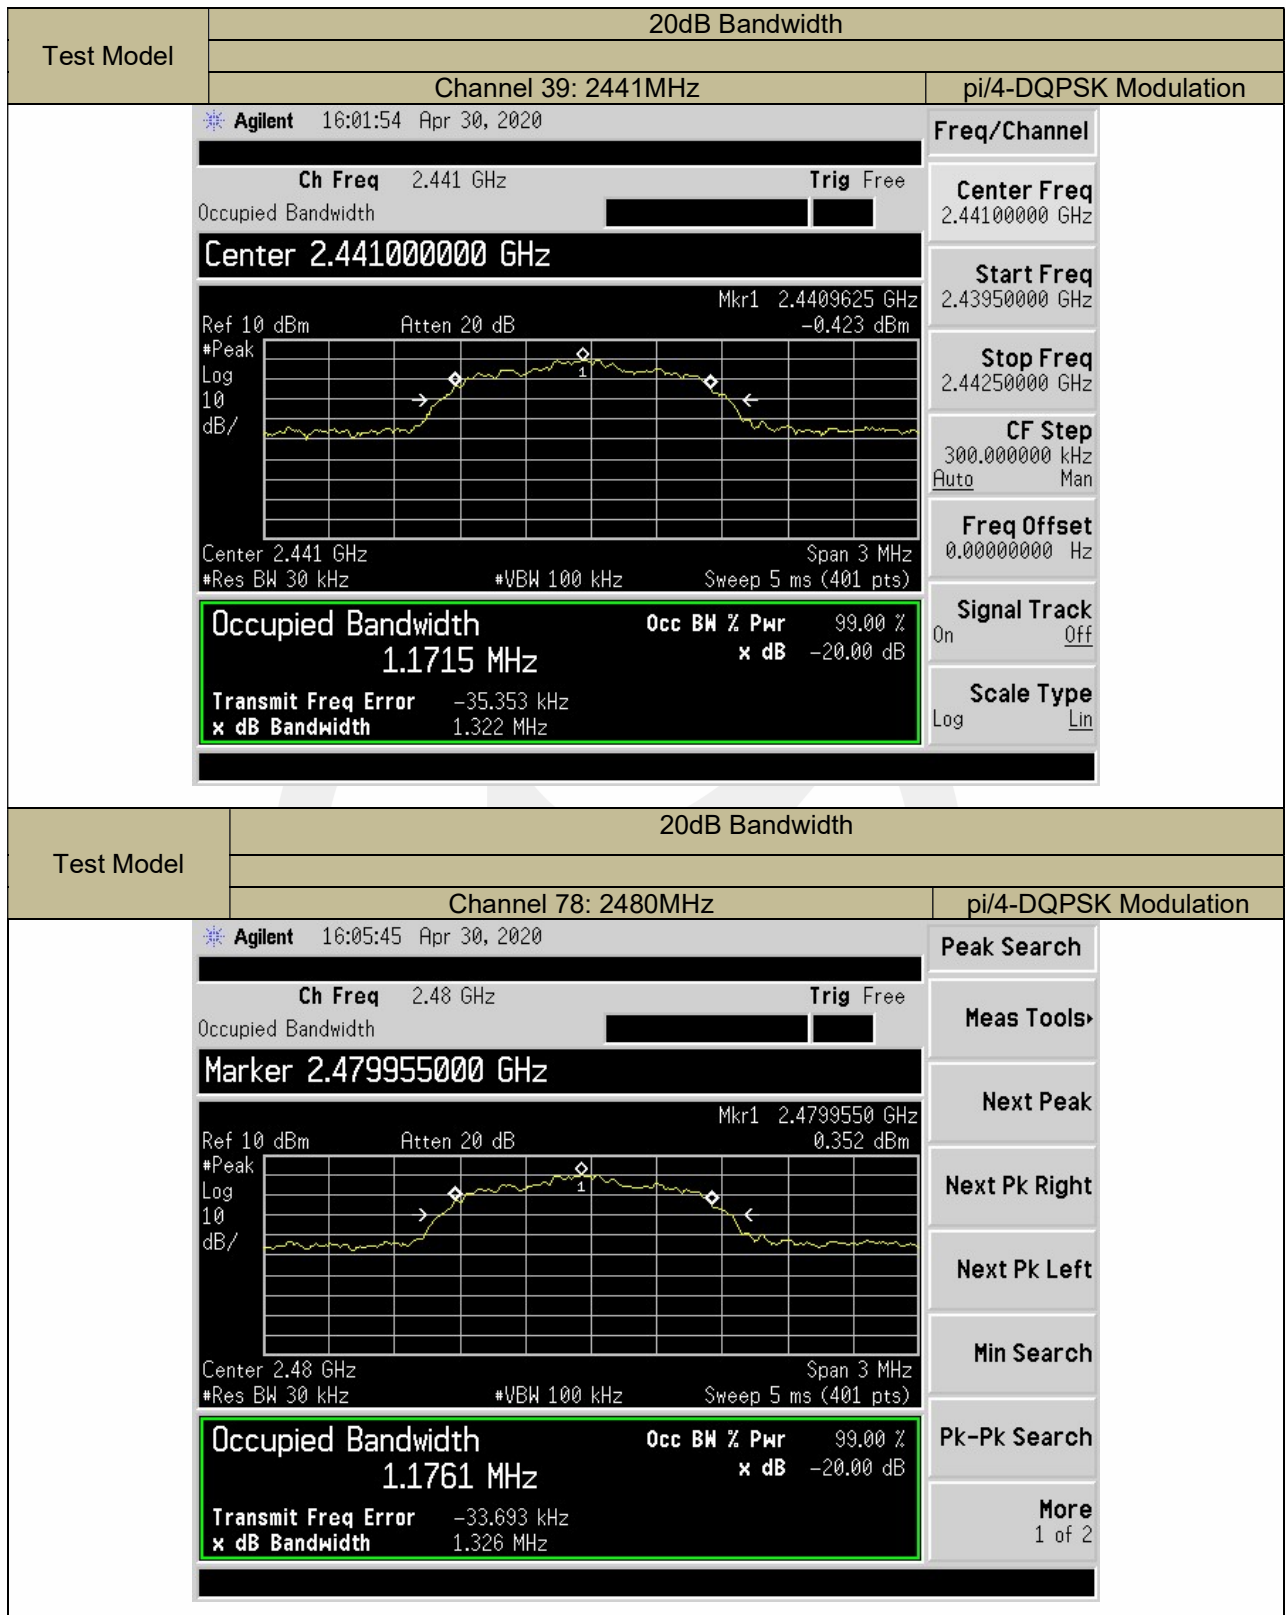 20dB Bandwidth
Test Model
Channel 39: 2441MHz pi/4-DQPSK Modulation
Agilent 16:01:54 Apr 30, 2020 Freq/Channel
Ch Freq 2.441 GHz Trig Free
Occupied Bandwidth
Center Freq
2.44100000 GHz
Center 2.441000000 GHz
Start Freq
2.43950000 GHz
Mkr1 2.4409625 GHz
Ref 10 dBm Atten 20 dB -0.423 dBm
#Peak
Log
10
dB/
1
Stop Freq
2.44250000 GHz
CF Step
300.000000 kHz
Auto Man
Freq Offset
0.00000000 Hz
Center 2.441 GHz Span 3 MHz
#Res BW 30 kHz #VBW 100 kHz Sweep 5 ms (401 pts)
Signal Track
On Off
Occupied Bandwidth Occ BW % Pwr 99.00 %
1.1715 MHz x dB -20.00 dB
Transmit Freq Error -35.353 kHz
x dB Bandwidth 1.322 MHz
Scale Type
Log Lin
20dB Bandwidth
Test Model
Channel 78: 2480MHz pi/4-DQPSK Modulation
Agilent 16:05:45 Apr 30, 2020 Peak Search
Ch Freq 2.48 GHz Trig Free
Occupied Bandwidth
Meas Tools
Marker 2.479955000 GHz
Next Peak
Mkr1 2.4799550 GHz
Ref 10 dBm Atten 20 dB 0.352 dBm
#Peak
Log
10
dB/
1
Next Pk Right
Next Pk Left
Min Search
Center 2.48 GHz Span 3 MHz
#Res BW 30 kHz #VBW 100 kHz Sweep 5 ms (401 pts)
Pk-Pk Search
Occupied Bandwidth Occ BW % Pwr 99.00 %
1.1761 MHz x dB -20.00 dB
Transmit Freq Error -33.693 kHz
x dB Bandwidth 1.326 MHz
More
1 of 2